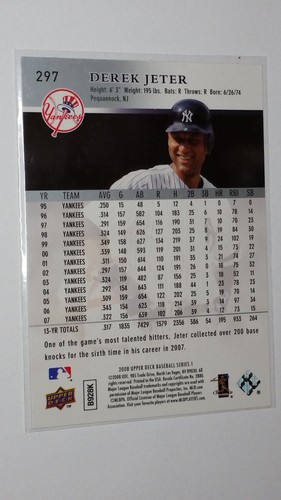 297 DEREK JETER
Height: 6' 3" Weight: 195 lbs. Bats: R Throws: R Born: 6/26/74
Pequannock, NJ
Yankees
NY
YR TEAM AVG G AB R H 2B 3B HR RBI SB
95 YANKEES .250 15 48 5 12 4 1 0 7 0
96 YANKEES .314 157 582 104 183 25 6 10 78 14
97 YANKEES .291 159 654 116 190 31 7 10 70 23
98 YANKEES .324 149 626 127 203 25 8 19 84 30
99 YANKEES .349 158 627 134 219 37 9 24 102 19
00 YANKEES .339 148 593 119 201 31 4 15 73 22
01 YANKEES .311 150 614 110 191 35 3 21 74 27
02 YANKEES .297 157 644 124 191 26 0 18 75 32
03 YANKEES .324 119 482 87 156 25 3 10 52 11
04 YANKEES .292 154 643 111 188 44 1 23 78 23
05 YANKEES .309 159 654 122 202 25 5 19 70 14
06 YANKEES .343 154 623 118 214 39 3 14 97 34
07 YANKEES .322 156 639 102 206 39 4 12 73 15
13-YR TOTALS .317 1835 7429 1379 2356 386 54 195 933 264
One of the game's most talented hitters, Jeter collected over 200 base
knocks for the sixth time in his career in 2007.
UPPER DECK
B928K
2008 UPPER DECK BASEBALL SERIES 1